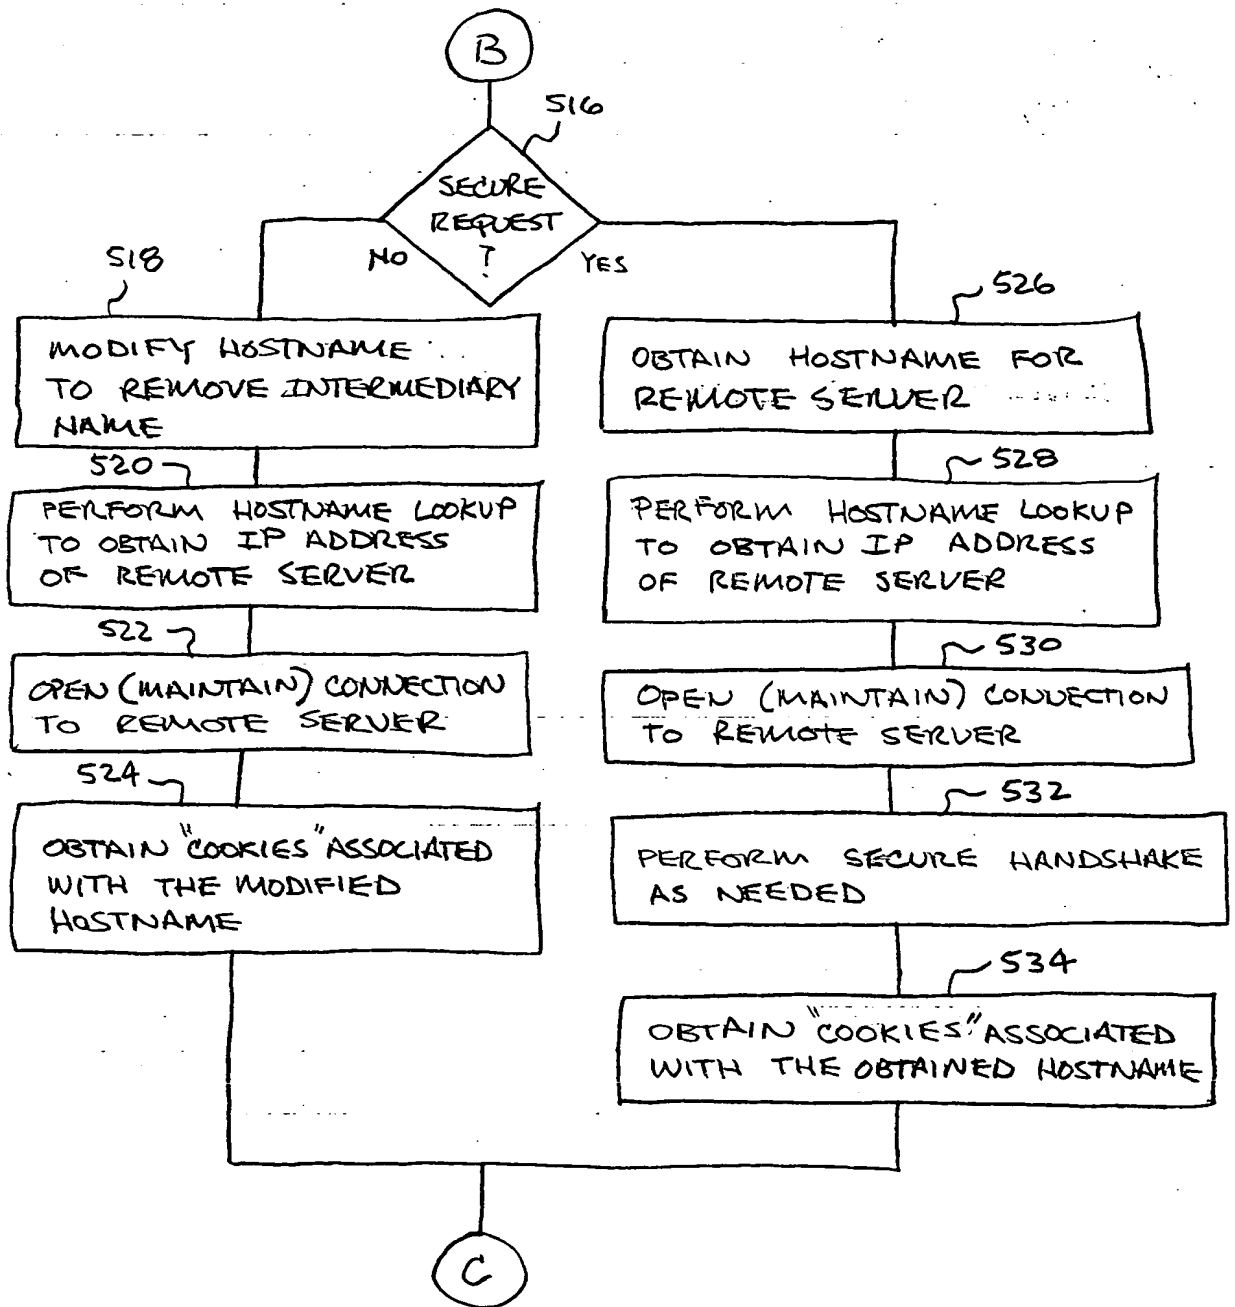 B
516
SECURE
REQUEST
?
NO
YES
518
MODIFY HOSTNAME
TO REMOVE INTERMEDIARY
NAME
520
PERFORM HOSTNAME LOOKUP
TO OBTAIN IP ADDRESS
OF REMOTE SERVER
522
OPEN (MAINTAIN) CONNECTION
TO REMOTE SERVER
524
OBTAIN "COOKIES" ASSOCIATED
WITH THE MODIFIED
HOSTNAME
526
OBTAIN HOSTNAME FOR
REMOTE SERVER
528
PERFORM HOSTNAME LOOKUP
TO OBTAIN IP ADDRESS
OF REMOTE SERVER
530
OPEN (MAINTAIN) CONNECTION
TO REMOTE SERVER
532
PERFORM SECURE HANDSHAKE
AS NEEDED
534
OBTAIN "COOKIES" ASSOCIATED
WITH THE OBTAINED HOSTNAME
C